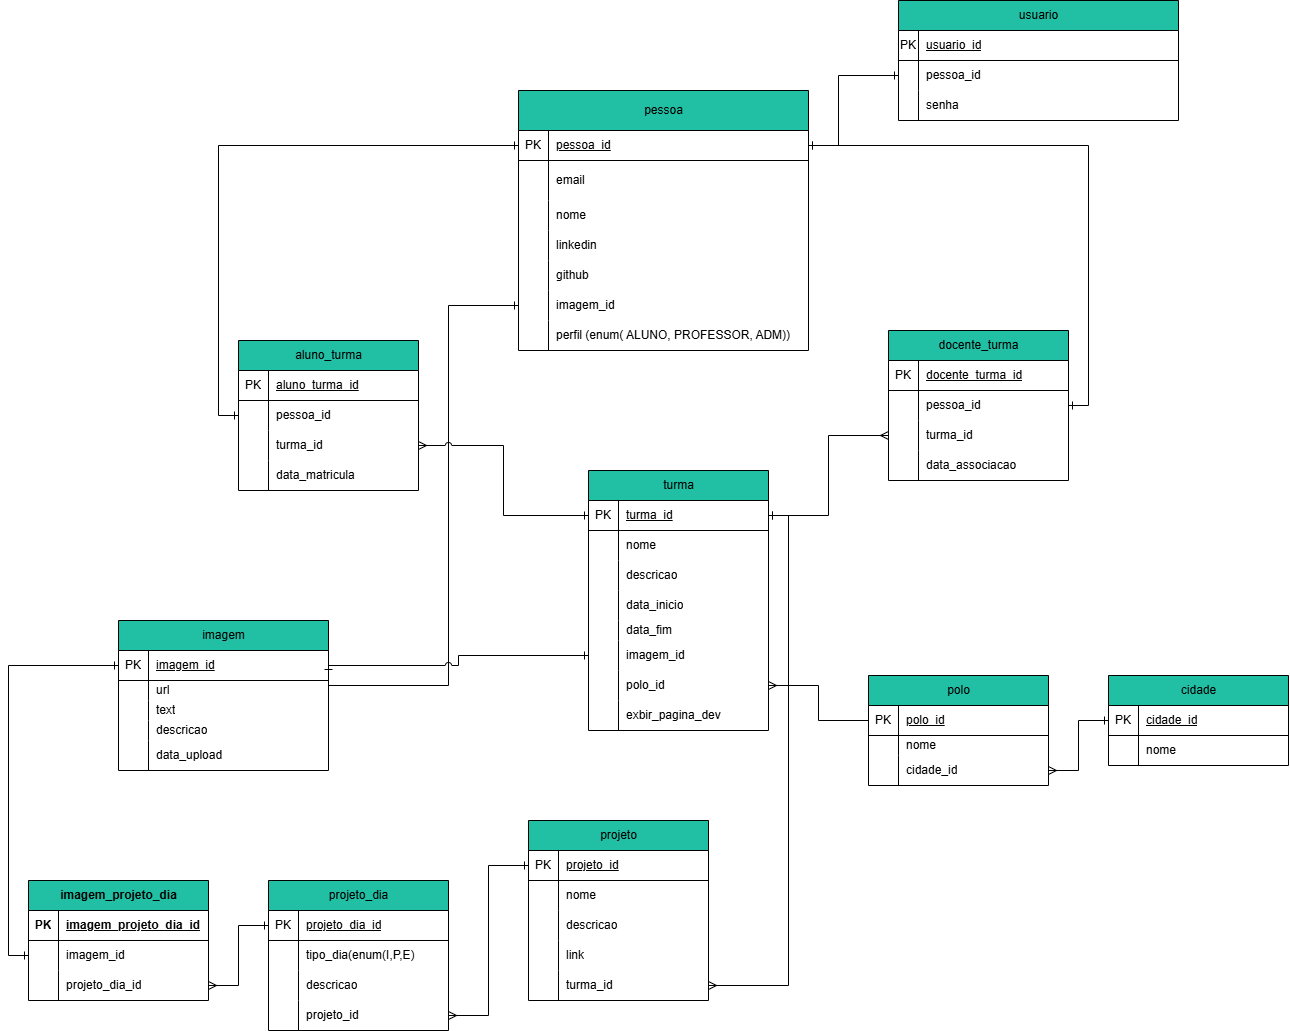 usuario
PK usuario_id
pessoa_id
senha
pessoa
PK pessoa_id
email
nome
linkedin
github
imagem_id
perfil (enum( ALUNO, PROFESSOR, ADM))
aluno_turma
PK aluno_turma_id
pessoa_id
turma_id
data_matricula
docente_turma
PK docente_turma_id
pessoa_id
turma_id
data_associacao
turma
PK turma_id
nome
descricao
data_inicio
data_fim
imagem_id
polo_id
exbir_pagina_dev
imagem
PK imagem_id
url
text
descricao
data_upload
polo
PK polo_id
nome
cidade_id
cidade
PK cidade_id
nome
projeto
PK projeto_id
nome
descricao
link
turma_id
imagem_projeto_dia
PK imagem_projeto_dia_id
imagem_id
projeto_dia_id
projeto_dia
PK projeto_dia_id
tipo_dia(enum(I,P,E)
descricao
projeto_id